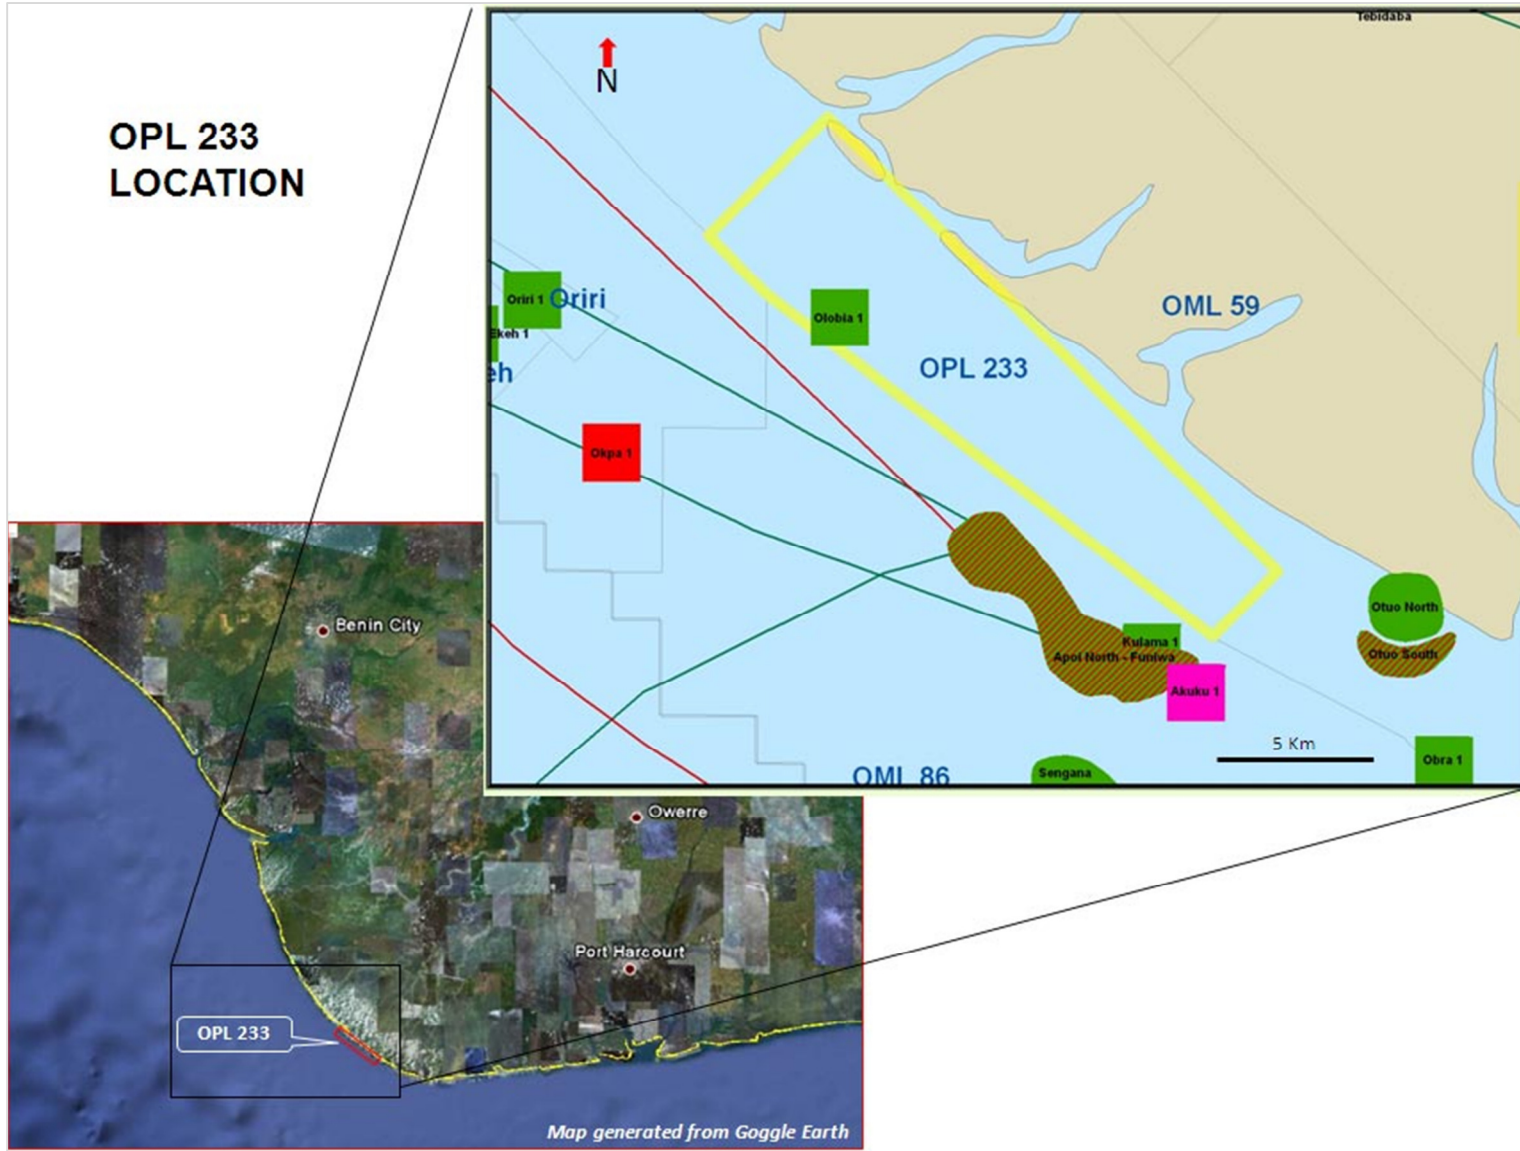 OPL 233
LOCATION
N
Tebidaba
Oriri 1
Oriri
Ekeh 1
eh
Olobia 1
OML 59
OPL 233
Okpa 1
Otuo North
Otuo South
Kulama 1
Apoi North - Funiwa
Akuku 1
5 Km
Obra 1
Sengana
OML 86
Benin City
Owerre
Port Harcourt
OPL 233
Map generated from Goggle Earth